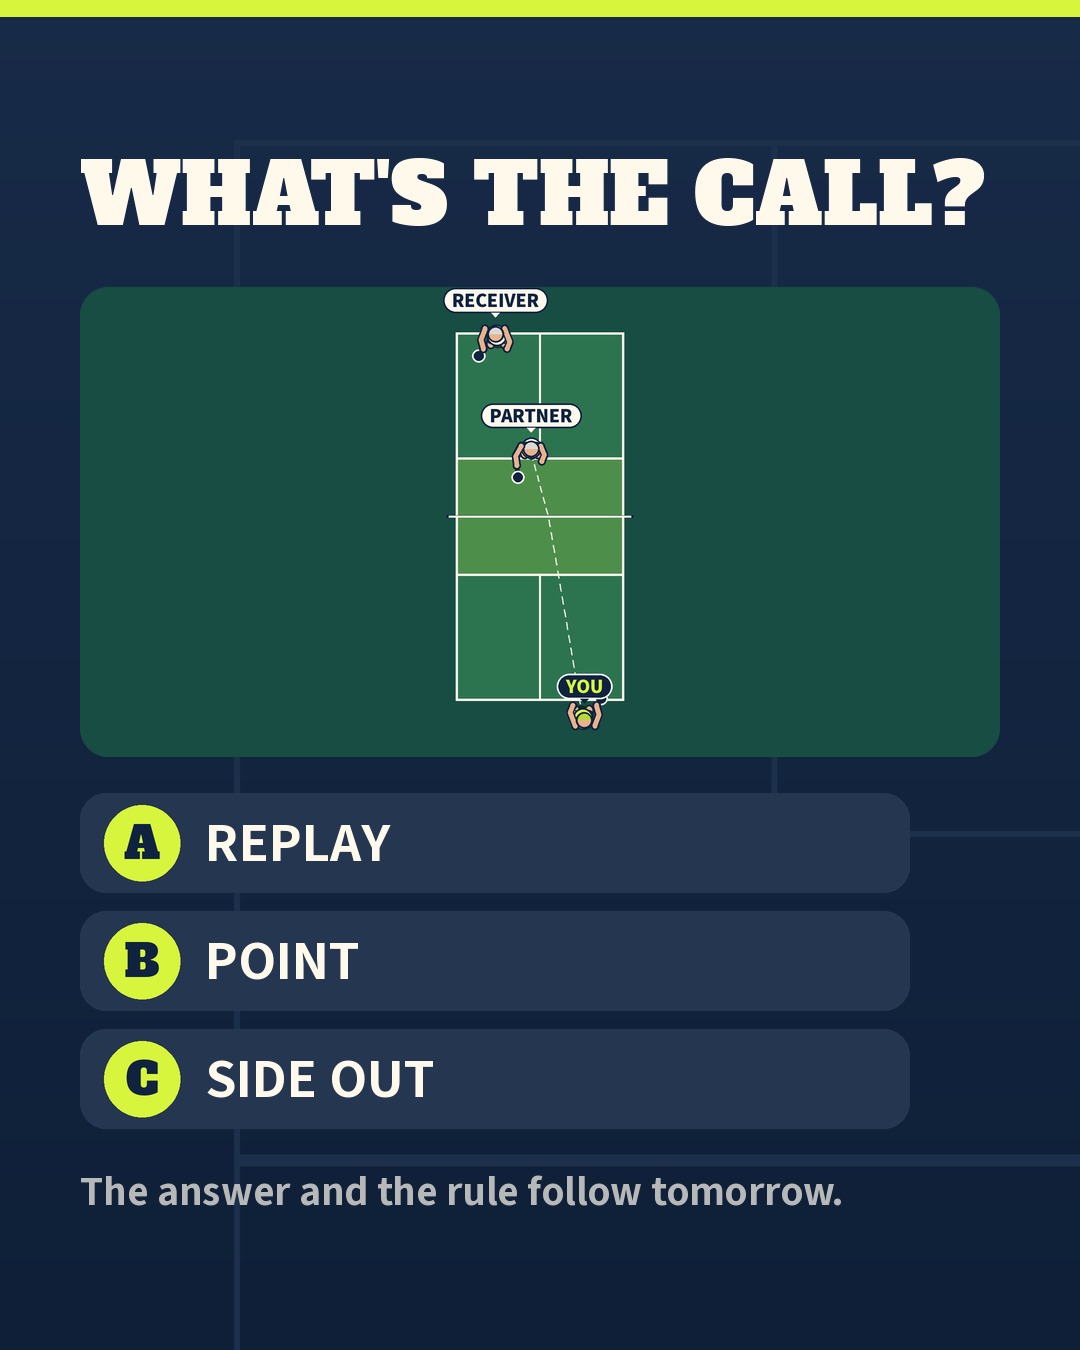 WHAT'S THE CALL?
RECEIVER
PARTNER
YOU
A REPLAY
B POINT
C SIDE OUT
The answer and the rule follow tomorrow.